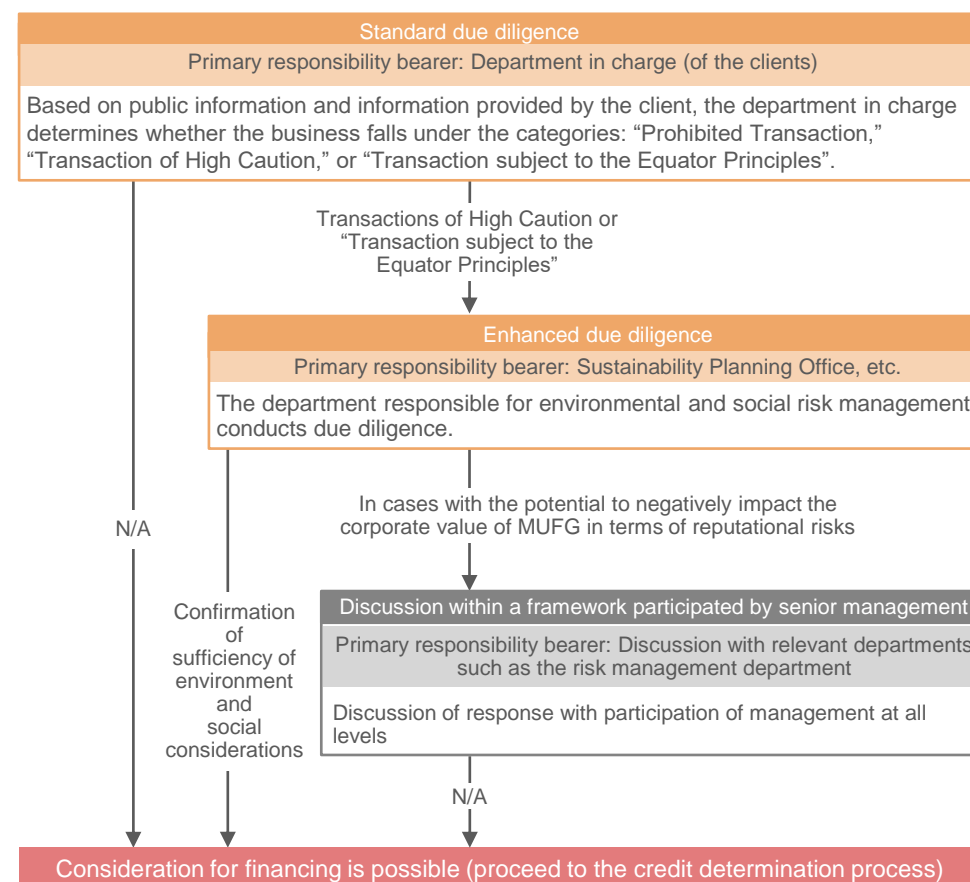 Standard due diligence
Primary responsibility bearer: Department in charge (of the clients)
Based on public information and information provided by the client, the department in charge
determines whether the business falls under the categories: “Prohibited Transaction,”
“Transaction of High Caution,” or “Transaction subject to the Equator Principles”.
Transactions of High Caution or
“Transaction subject to the
Equator Principles”
Enhanced due diligence
Primary responsibility bearer: Sustainability Planning Office, etc.
The department responsible for environmental and social risk management
conducts due diligence.
N/A
In cases with the potential to negatively impact the
corporate value of MUFG in terms of reputational risks
Confirmation
of
sufficiency of
environment
and
social
considerations
Discussion within a framework participated by senior management
Primary responsibility bearer: Discussion with relevant departments
such as the risk management department
Discussion of response with participation of management at all
levels
N/A
Consideration for financing is possible (proceed to the credit determination process)